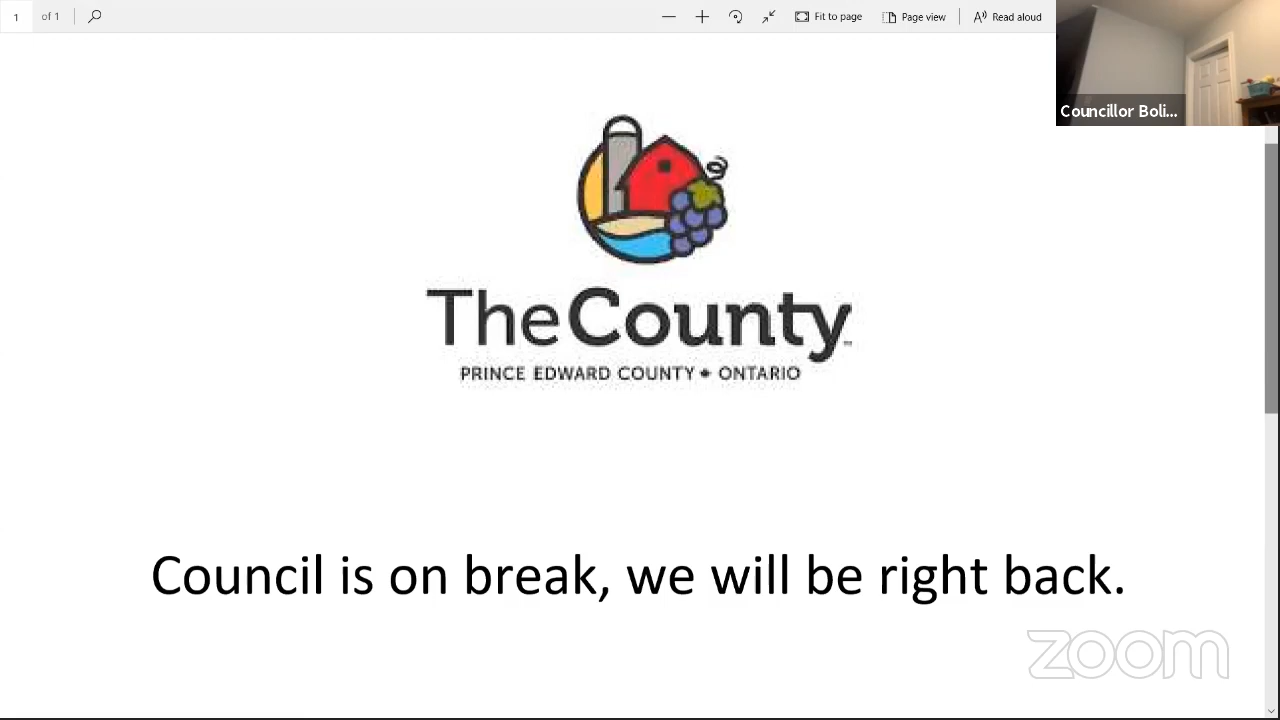 1 of 1
Fit to page
Page view
Read aloud
Councillor Boli...
TheCounty™
PRINCE EDWARD COUNTY ONTARIO
Council is on break, we will be right back.
zoom